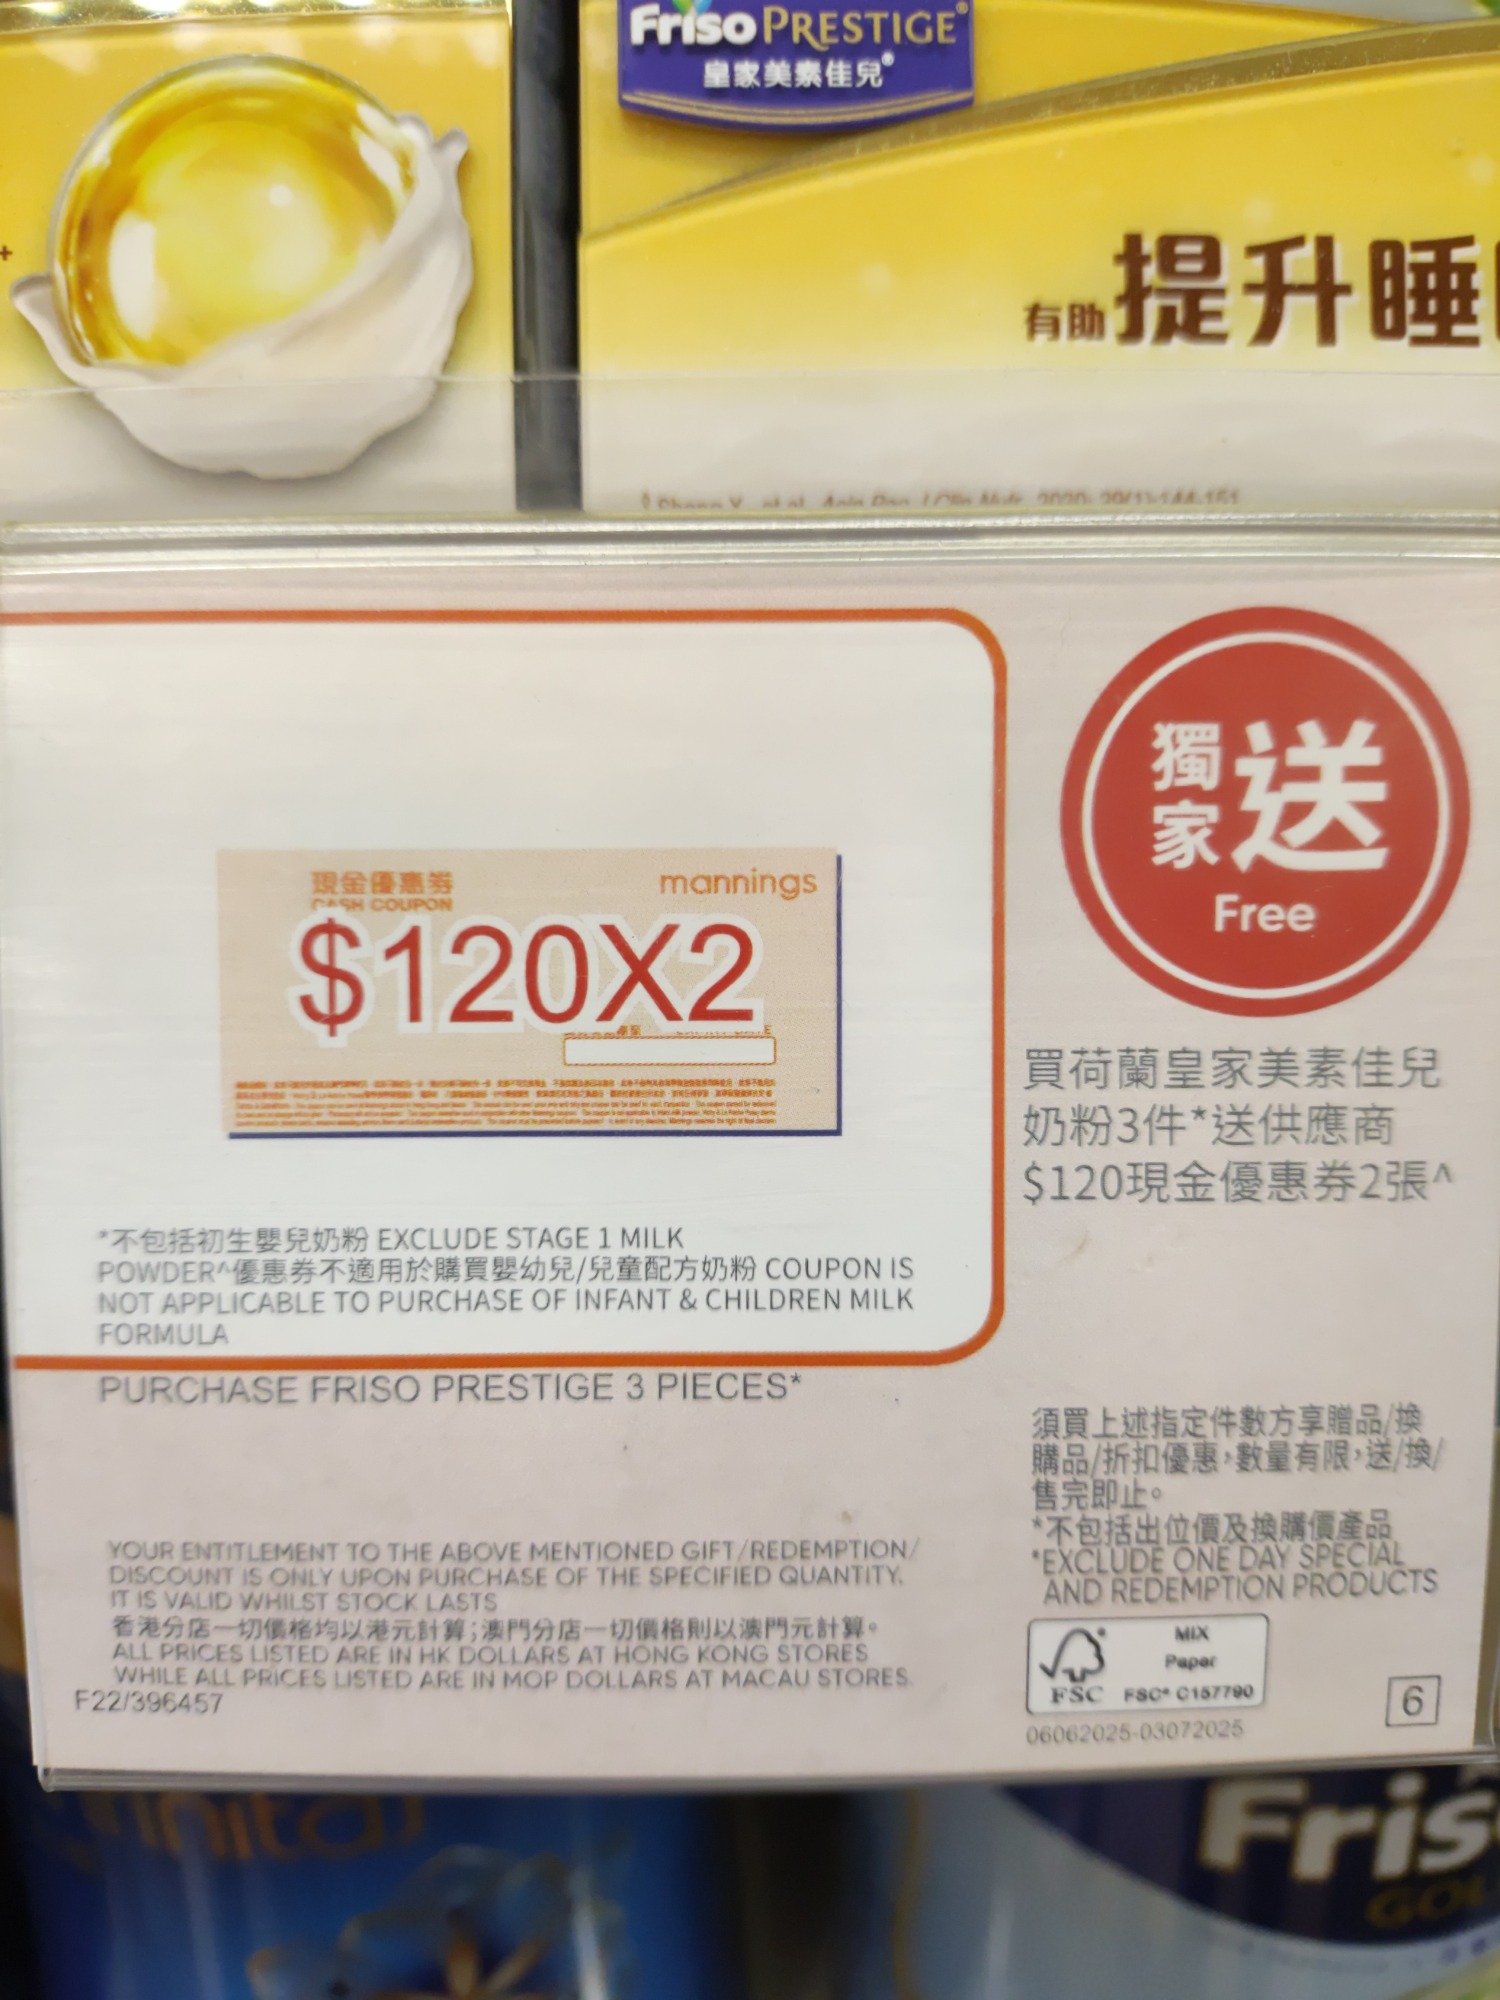 Friso PRESTIGE®
皇家美素佳兒®
+
有助 提升睡
2020; 29(1):144-151
獨家 送
Free
現金優惠券
mannings
CASH COUPON
$120X2
買荷蘭皇家美素佳兒
奶粉3件*送供應商
$120現金優惠券2張^
*不包括初生嬰兒奶粉 EXCLUDE STAGE 1 MILK
POWDER^優惠券不適用於購買嬰幼兒/兒童配方奶粉 COUPON IS
NOT APPLICABLE TO PURCHASE OF INFANT & CHILDREN MILK
FORMULA
PURCHASE FRISO PRESTIGE 3 PIECES*
須買上述指定件數方享贈品/換
購品/折扣優惠,數量有限,送/換/
售完即止。
*不包括出位價及換購價產品
*EXCLUDE ONE DAY SPECIAL
AND REDEMPTION PRODUCTS
YOUR ENTITLEMENT TO THE ABOVE MENTIONED GIFT/REDEMPTION/
DISCOUNT IS ONLY UPON PURCHASE OF THE SPECIFIED QUANTITY.
IT IS VALID WHILST STOCK LASTS
香港分店一切價格均以港元計算;澳門分店一切價格則以澳門元計算。
ALL PRICES LISTED ARE IN HK DOLLARS AT HONG KONG STORES
WHILE ALL PRICES LISTED ARE IN MOP DOLLARS AT MACAU STORES.
F22/396457
MIX
Paper
FSC FSC® C157790
06062025-03072025
6
Fris
GOL